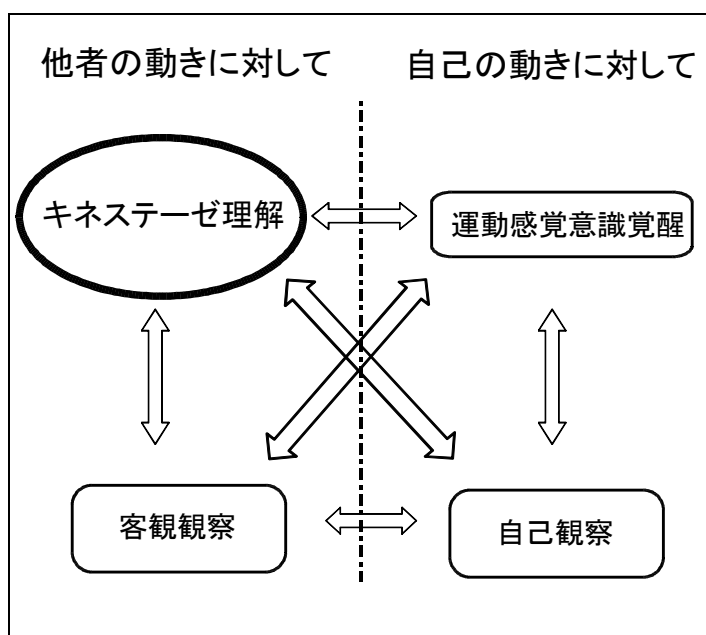 他者の動きに対して
自己の動きに対して
キネステーゼ理解
運動感覚意識覚醒
客観観察
自己観察